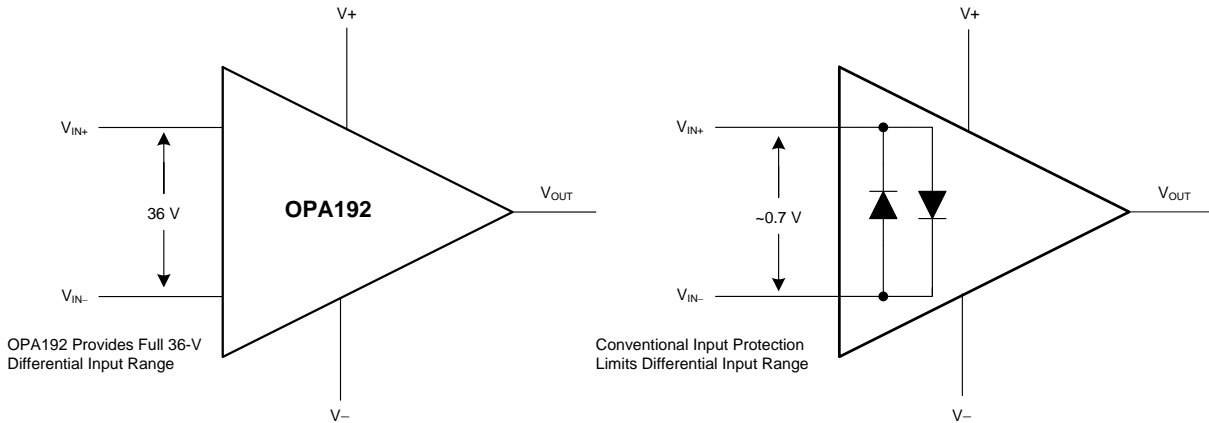 V+
VIN+
36 V
OPA192
VOUT
VIN–
OPA192 Provides Full 36-V
Differential Input Range
V–
V+
VIN+
~0.7 V
VOUT
VIN–
Conventional Input Protection
Limits Differential Input Range
V–